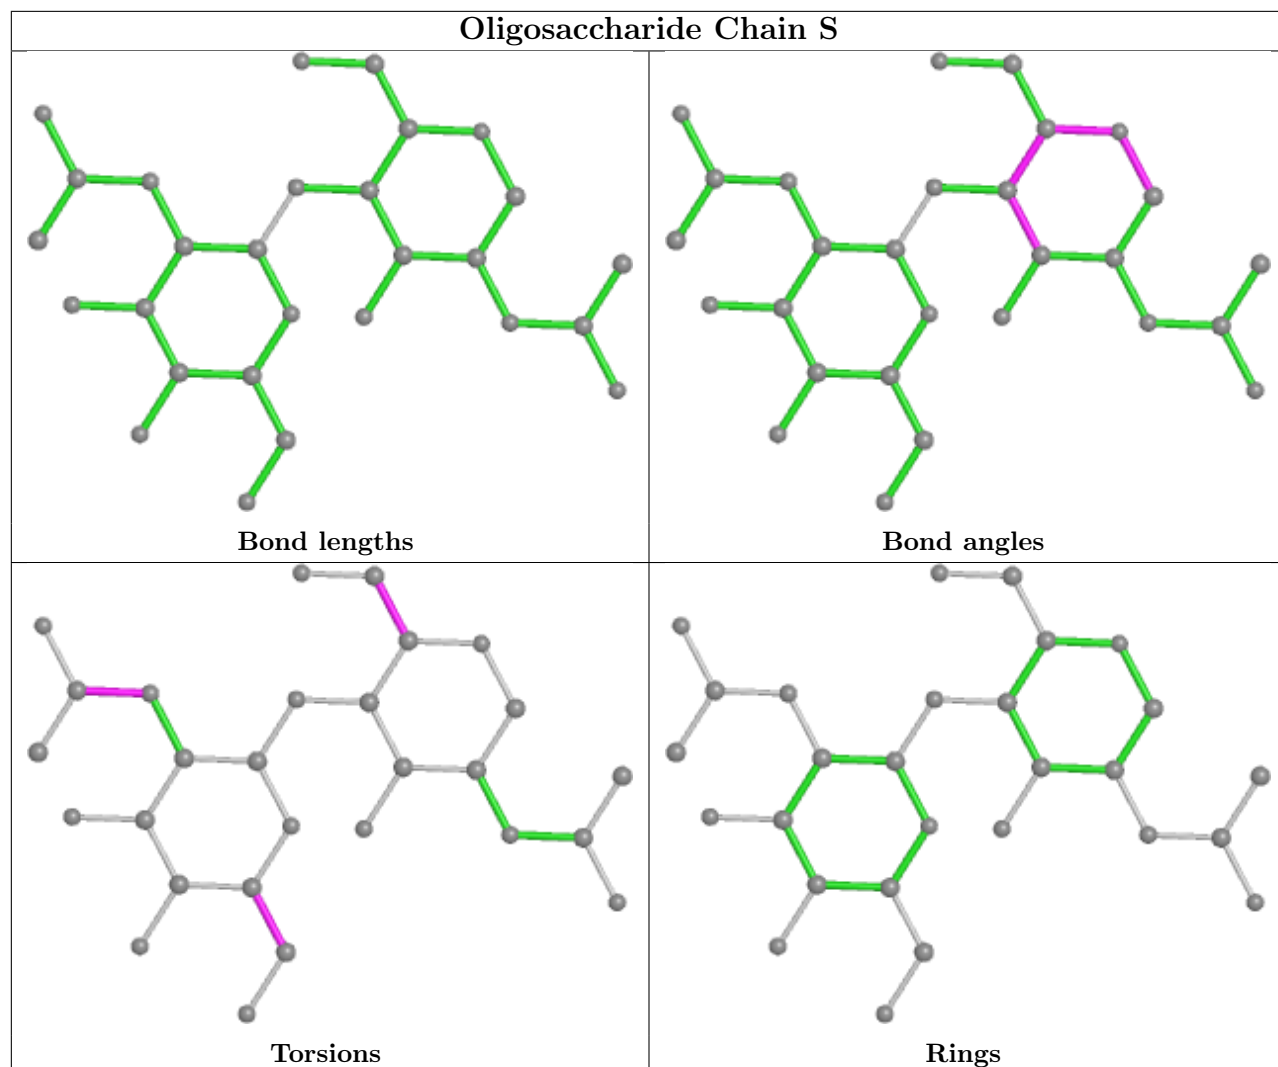 Oligosaccharide Chain S
Bond lengths
Bond angles
Torsions
Rings